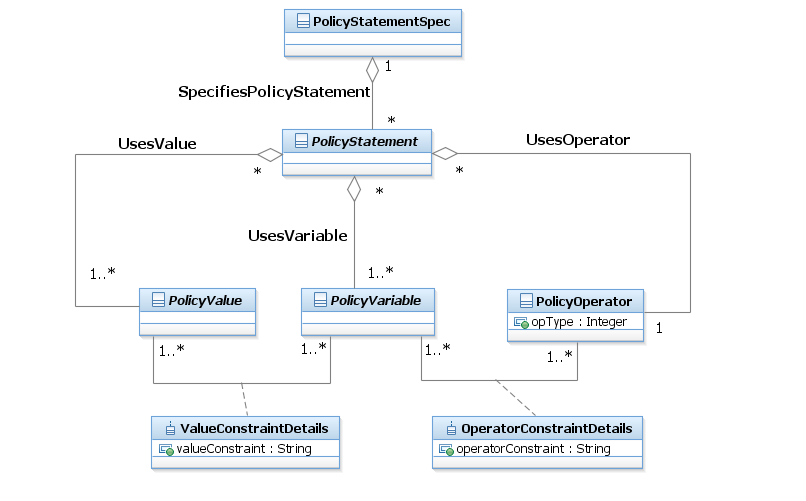 PolicyStatementSpec
1
SpecifiesPolicyStatement
*
UsesValue
PolicyStatement
UsesOperator
*
*
*
UsesVariable
1..*
1..*
PolicyValue
PolicyVariable
PolicyOperator
opType : Integer
1
1..*
1..*
1..*
1..*
ValueConstraintDetails
valueConstraint : String
OperatorConstraintDetails
operatorConstraint : String